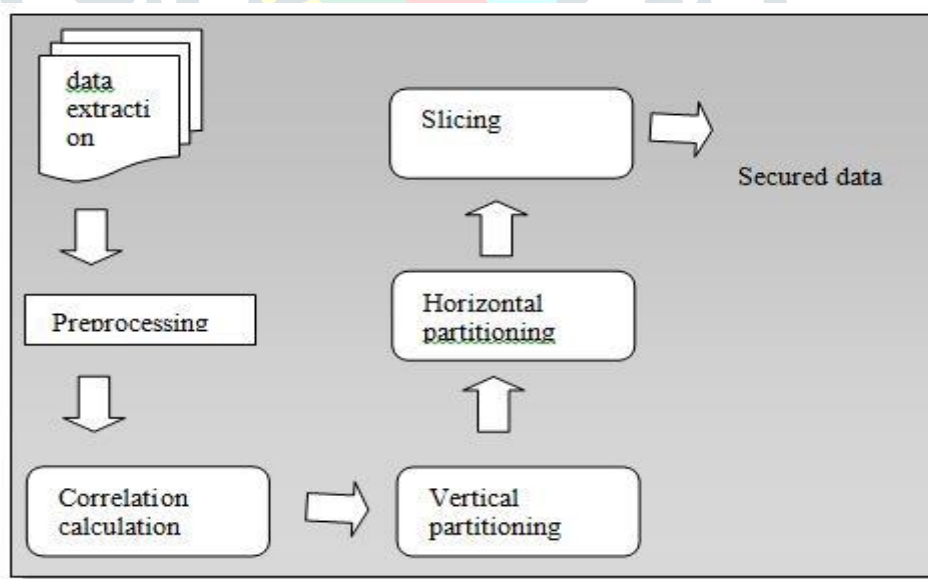 data
extracti
on
Preprocessing
Correlation
calculation
Vertical
partitioning
Horizontal
partitioning
Slicing
Secured data